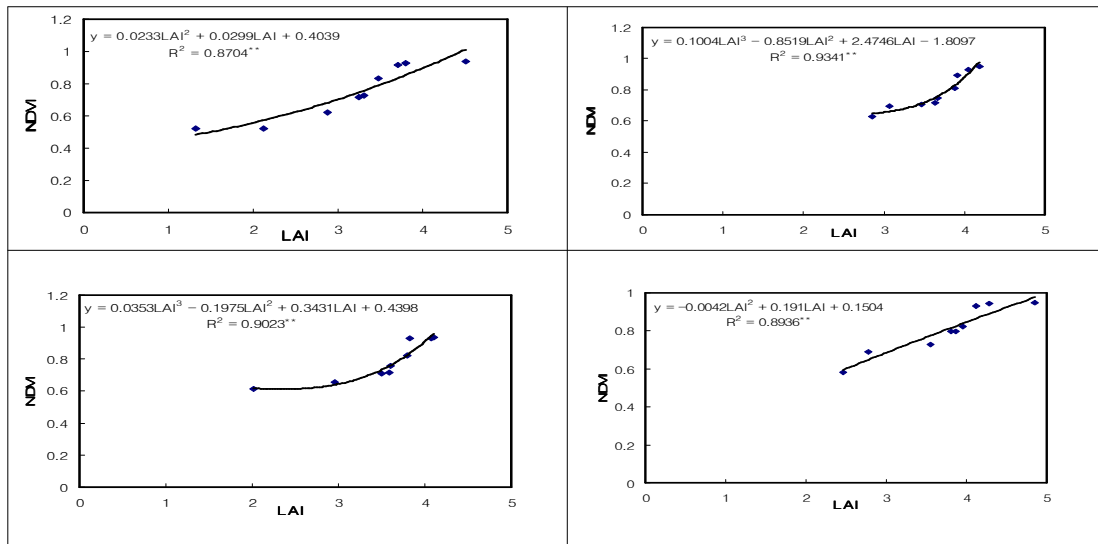 1.2
1
0.8
0.6
0.4
0.2
0
NDVI
y = 0.0233LAI² + 0.0299LAI + 0.4039
R² = 0.8704**
0 1 2 3 4 5
LAI
1.2
1
0.8
0.6
0.4
0.2
0
NDVI
y = 0.1004LAI³ − 0.8519LAI² + 2.4746LAI − 1.8097
R² = 0.9341**
0 1 2 3 4 5
LAI
1.2
1
0.8
0.6
0.4
0.2
0
NDVI
y = 0.0353LAI³ − 0.1975LAI² + 0.3431LAI + 0.4398
R² = 0.9023**
0 1 2 3 4 5
LAI
1
0.8
0.6
0.4
0.2
0
NDVI
y = −0.0042LAI² + 0.191LAI + 0.1504
R² = 0.8936**
0 1 2 3 4 5
LAI